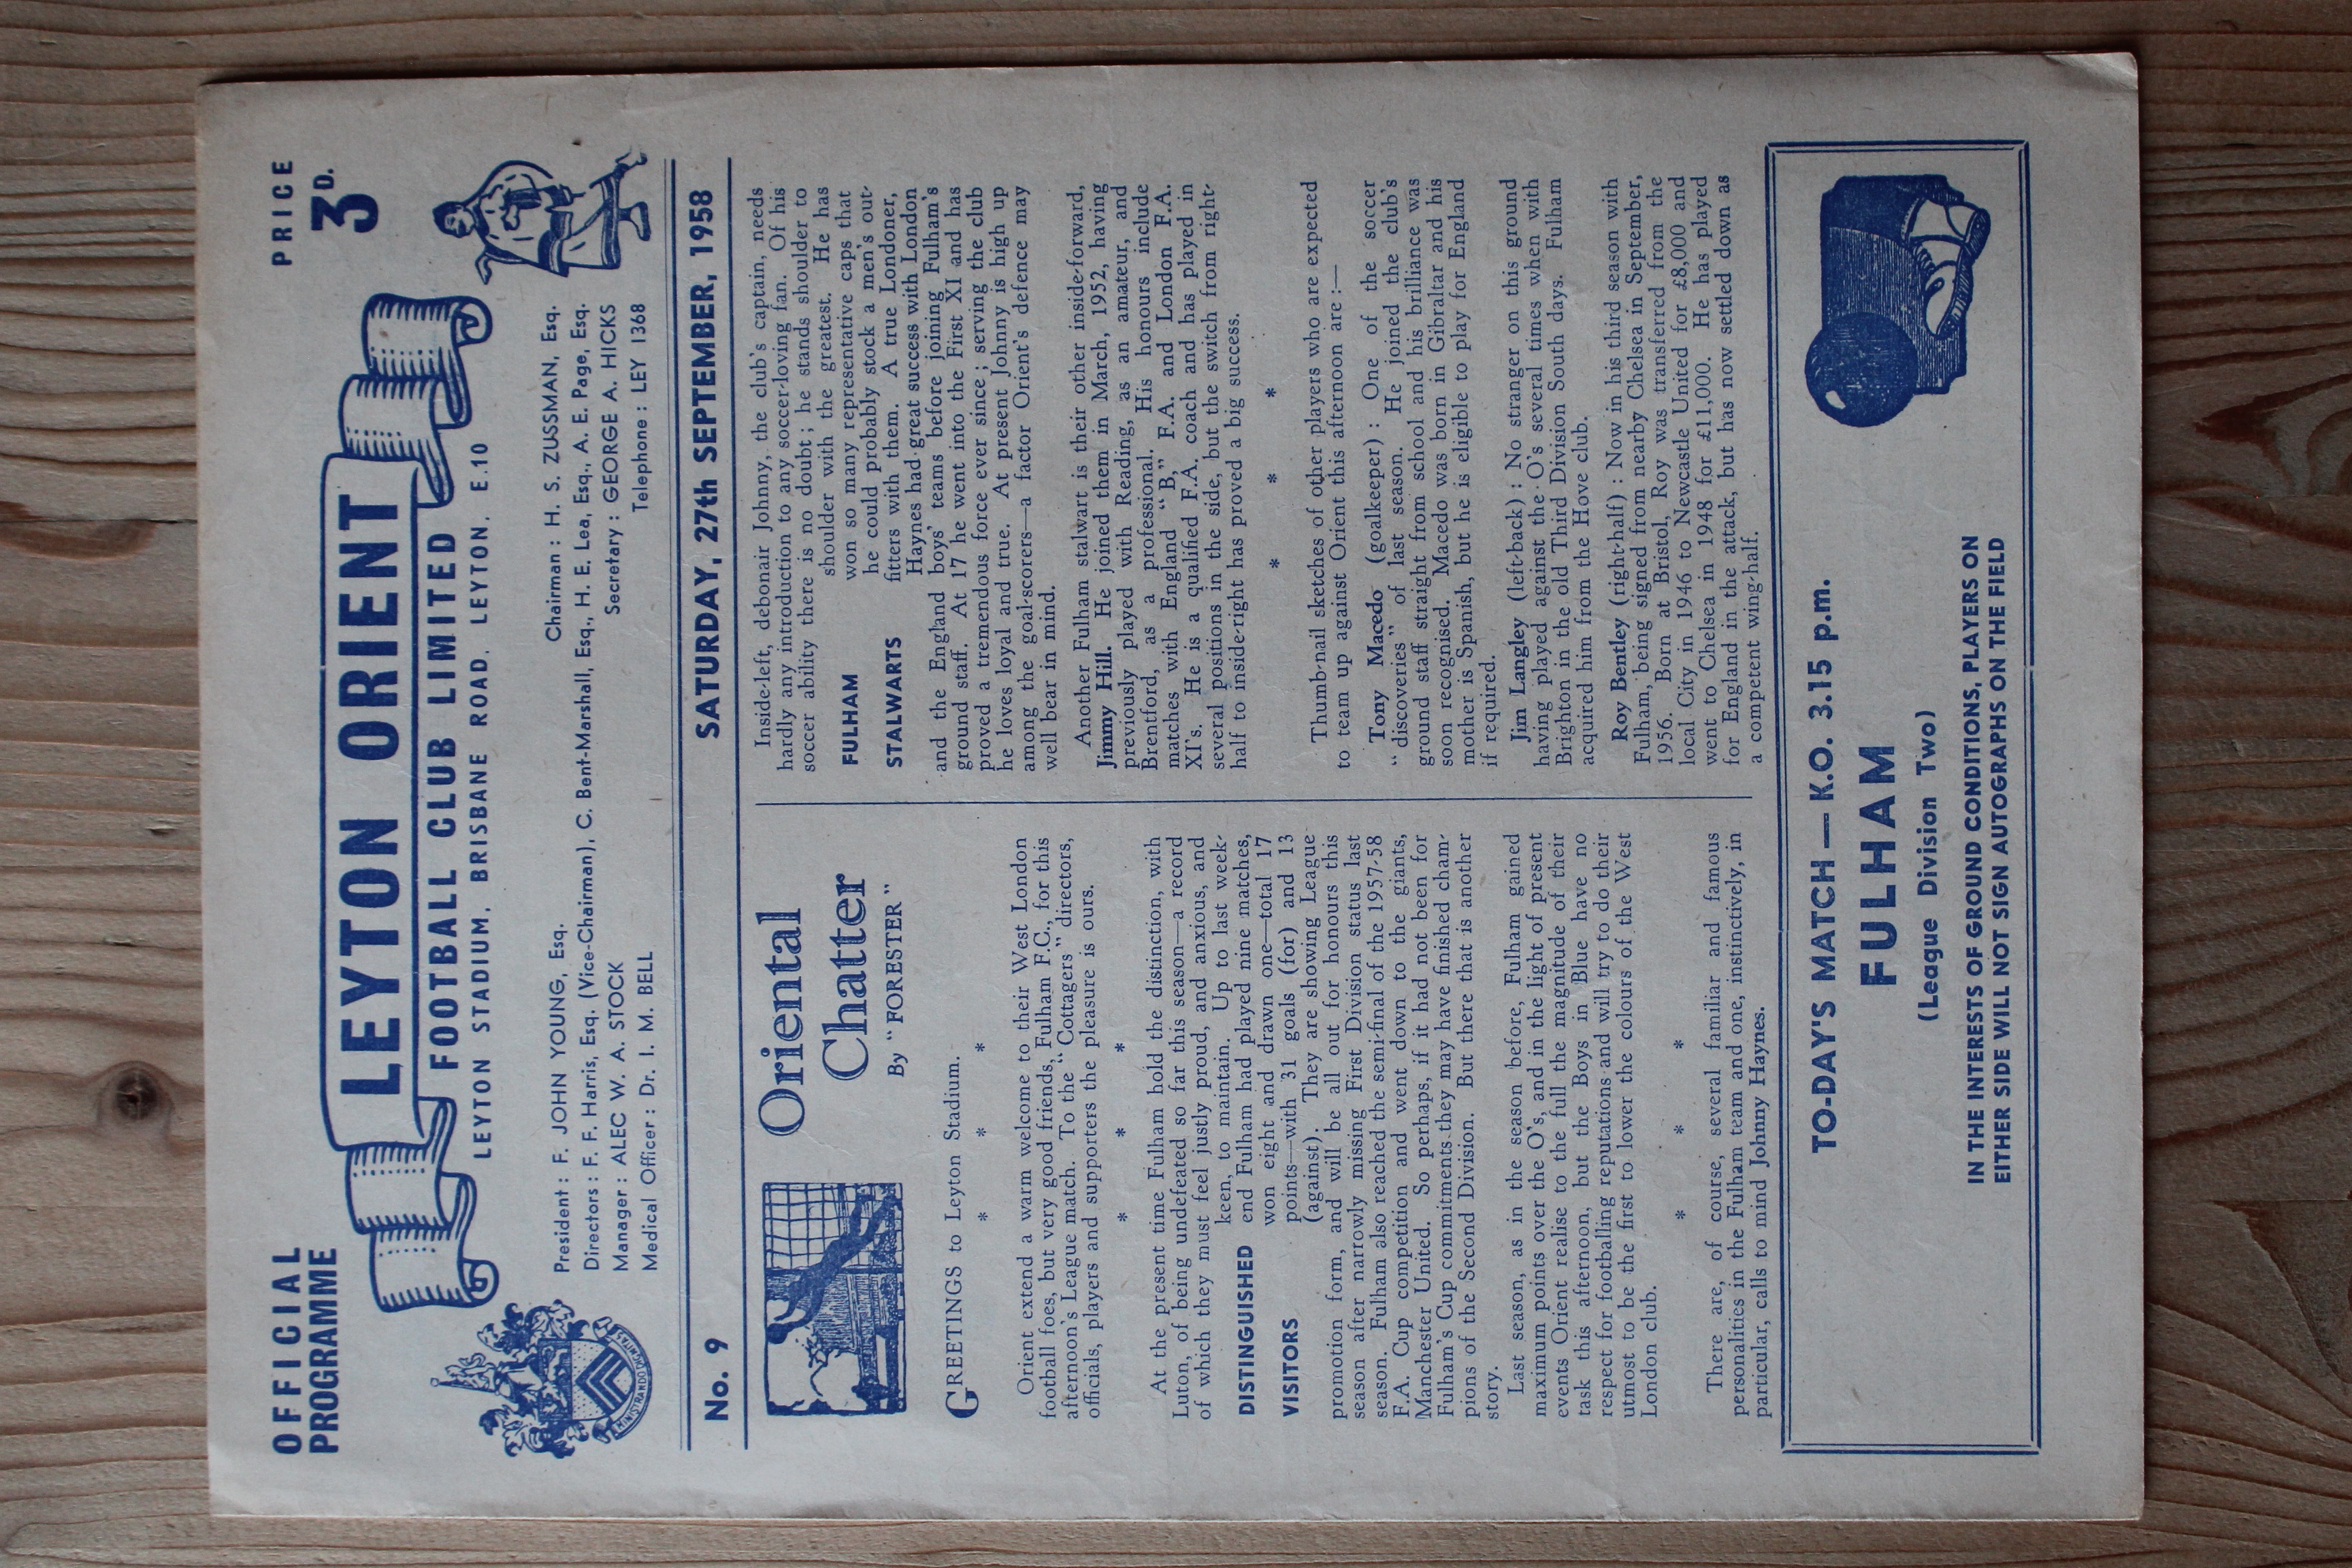 OFFICIAL
PROGRAMME
PRICE
3D.
LEYTON ORIENT
FOOTBALL CLUB LIMITED
LEYTON STADIUM, BRISBANE ROAD, LEYTON, E.10
MINISTRANDO DIGNITAS
President : F. JOHN YOUNG, Esq.
Chairman : H. S. ZUSSMAN, Esq.
Directors : F. F. Harris, Esq. (Vice-Chairman), C. Bent-Marshall, Esq., H. E. Lea, Esq., A. E. Page, Esq.
Manager : ALEC W. A. STOCK
Secretary : GEORGE A. HICKS
Medical Officer : Dr. I. M. BELL
Telephone : LEY 1368
No. 9
SATURDAY, 27th SEPTEMBER, 1958
Oriental
Chatter
By “ FORESTER ”
GREETINGS to Leyton Stadium.
* * *
Orient extend a warm welcome to their West London
football foes, but very good friends, Fulham F.C., for this
afternoon's League match. To the “ Cottagers ” directors,
officials, players and supporters the pleasure is ours.
* * *
At the present time Fulham hold the distinction, with
Luton, of being undefeated so far this season—a record
of which they must feel justly proud, and anxious, and
keen, to maintain. Up to last week-
DISTINGUISHED
end Fulham had played nine matches,
won eight and drawn one—total 17
VISITORS
points—with 31 goals (for) and 13
(against). They are showing League
promotion form, and will be all out for honours this
season after narrowly missing First Division status last
season. Fulham also reached the semi-final of the 1957-58
F.A. Cup competition and went down to the giants,
Manchester United. So perhaps, if it had not been for
Fulham's Cup commitments they may have finished cham-
pions of the Second Division. But there that is another
story.
Last season, as in the season before, Fulham gained
maximum points over the O's, and in the light of present
events Orient realise to the full the magnitude of their
task this afternoon, but the Boys in Blue have no
respect for footballing reputations and will try to do their
utmost to be the first to lower the colours of the West
London club.
* * *
There are, of course, several familiar and famous
personalities in the Fulham team and one, instinctively, in
particular, calls to mind Johnny Haynes.
Inside-left, debonair Johnny, the club's captain, needs
hardly any introduction to any soccer-loving fan. Of his
soccer ability there is no doubt ; he stands shoulder to
shoulder with the greatest. He has
FULHAM
won so many representative caps that
he could probably stock a men's out-
STALWARTS
fitters with them. A true Londoner,
Haynes had great success with London
and the England boys' teams before joining Fulham's
ground staff. At 17 he went into the First XI and has
proved a tremendous force ever since ; serving the club
he loves loyal and true. At present Johnny is high up
among the goal-scorers—a factor Orient's defence may
well bear in mind.
Another Fulham stalwart is their other inside-forward,
Jimmy Hill. He joined them in March, 1952, having
previously played with Reading, as an amateur, and
Brentford, as a professional. His honours include
matches with England “ B,” F.A. and London F.A.
XI's. He is a qualified F.A. coach and has played in
several positions in the side, but the switch from right-
half to inside-right has proved a big success.
* * *
Thumb-nail sketches of other players who are expected
to team up against Orient this afternoon are :—
Tony Macedo (goalkeeper) : One of the soccer
“ discoveries ” of last season. He joined the club's
ground staff straight from school and his brilliance was
soon recognised. Macedo was born in Gibraltar and his
mother is Spanish, but he is eligible to play for England
if required.
Jim Langley (left-back) : No stranger on this ground
having played against the O's several times when with
Brighton in the old Third Division South days. Fulham
acquired him from the Hove club.
Roy Bentley (right-half) : Now in his third season with
Fulham, being signed from nearby Chelsea in September,
1956. Born at Bristol, Roy was transferred from the
local City in 1946 to Newcastle United for £8,000 and
went to Chelsea in 1948 for £11,000. He has played
for England in the attack, but has now settled down as
a competent wing-half.
TO-DAY'S MATCH — K.O. 3.15 p.m.
FULHAM
(League Division Two)
IN THE INTERESTS OF GROUND CONDITIONS, PLAYERS ON
EITHER SIDE WILL NOT SIGN AUTOGRAPHS ON THE FIELD